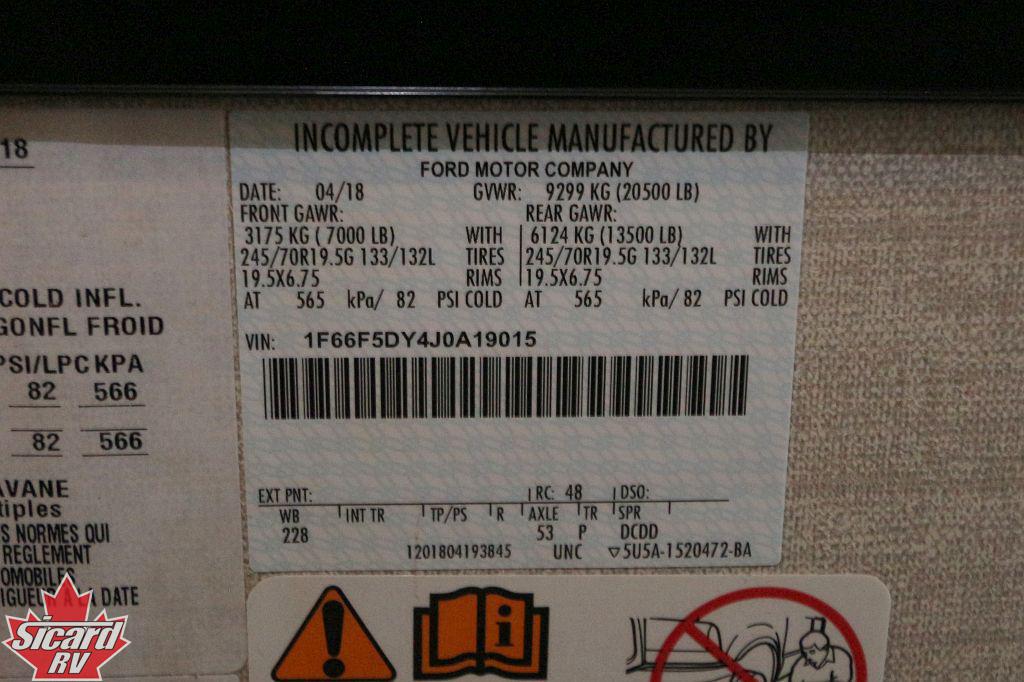 18
COLD INFL.
GONFL FROID
PSI/LPC KPA
82 566
82 566
INCOMPLETE VEHICLE MANUFACTURED BY
FORD MOTOR COMPANY
DATE: 04/18 GVWR: 9299 KG (20500 LB)
FRONT GAWR: REAR GAWR:
3175 KG ( 7000 LB) WITH 6124 KG (13500 LB) WITH
245/70R19.5G 133/132L TIRES 245/70R19.5G 133/132L TIRES
19.5X6.75 RIMS 19.5X6.75 RIMS
AT 565 kPa/ 82 PSI COLD AT 565 kPa/ 82 PSI COLD
VIN: 1F66F5DY4J0A19015
EXT PNT: RC: 48 DSO:
WB INT TR TP/PS R AXLE TR SPR
228 53 P DCDD
1201804193845 UNC ▽5U5A-1520472-BA
AVANE
tiples
S NORMES QUI
REGLEMENT
OMOBILES
IGUEUR A LA DATE
Sicard
RV